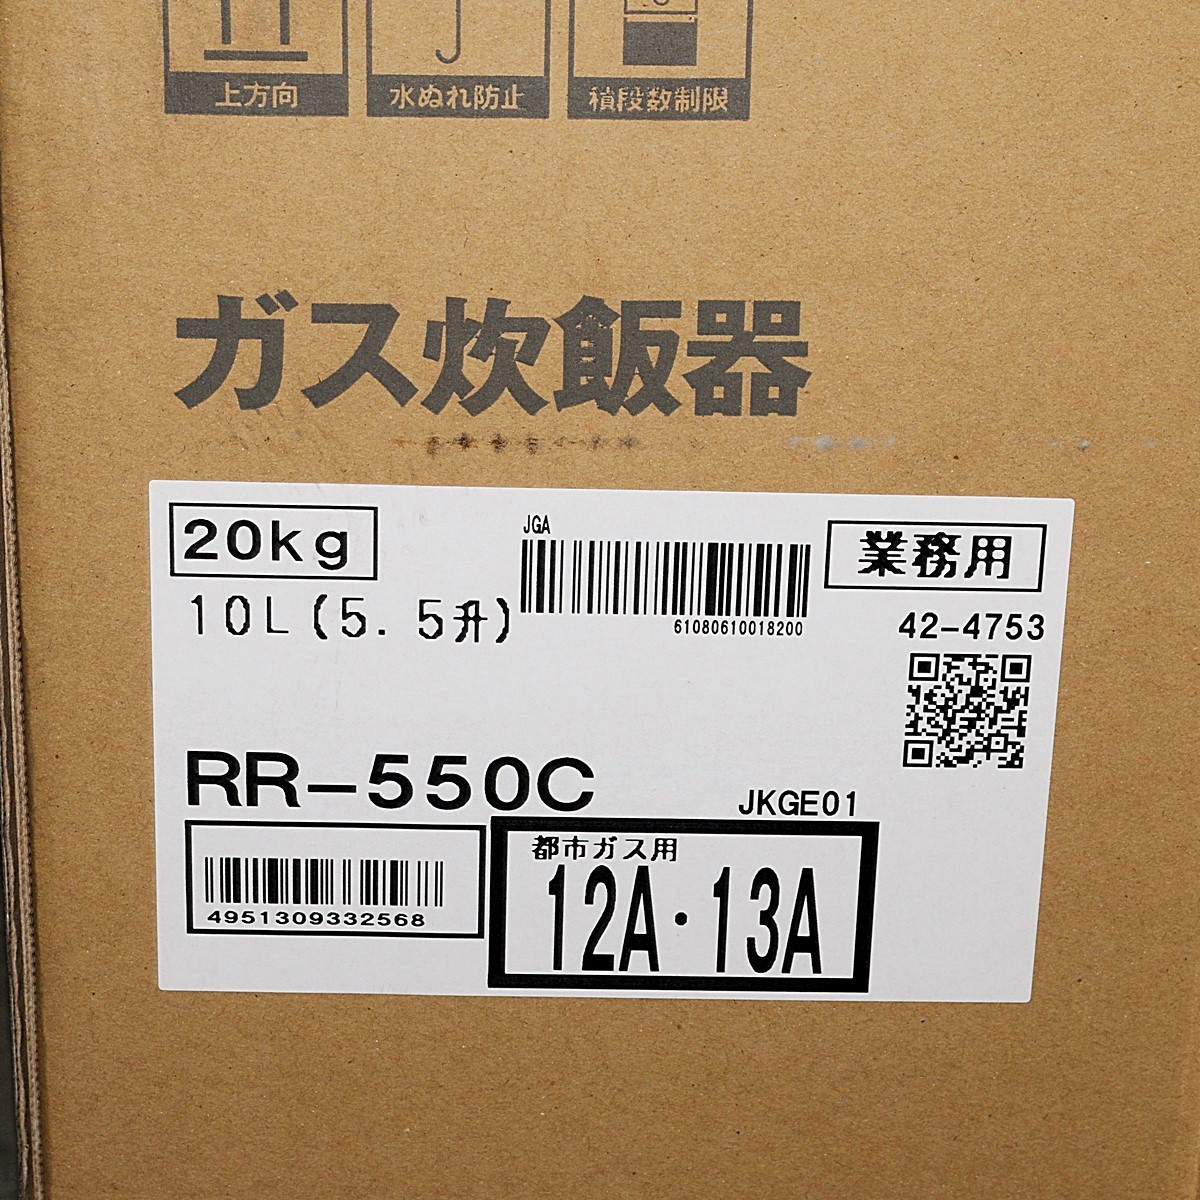 上方向
水ぬれ防止
積段数制限
ガス炊飯器
20kg
10L(5.5升)
JGA
61080610018200
業務用
42-4753
RR-550C
JKGE01
4951309332568
都市ガス用
12A・13A